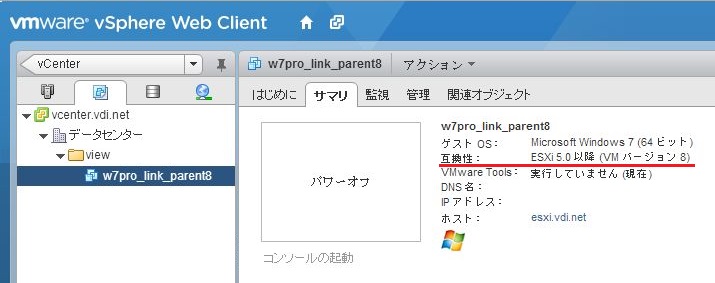 vmware® vSphere Web Client
vCenter
vcenter.vdi.net
データセンター
view
w7pro_link_parent8
w7pro_link_parent8 アクション
はじめに サマリ 監視 管理 関連オブジェクト
パワーオフ
コンソールの起動
w7pro_link_parent8
ゲスト OS: Microsoft Windows 7 (64 ビット)
互換性: ESXi 5.0 以降 (VM バージョン 8)
VMware Tools: 実行していません (現在)
DNS 名:
IP アドレス:
ホスト: esxi.vdi.net